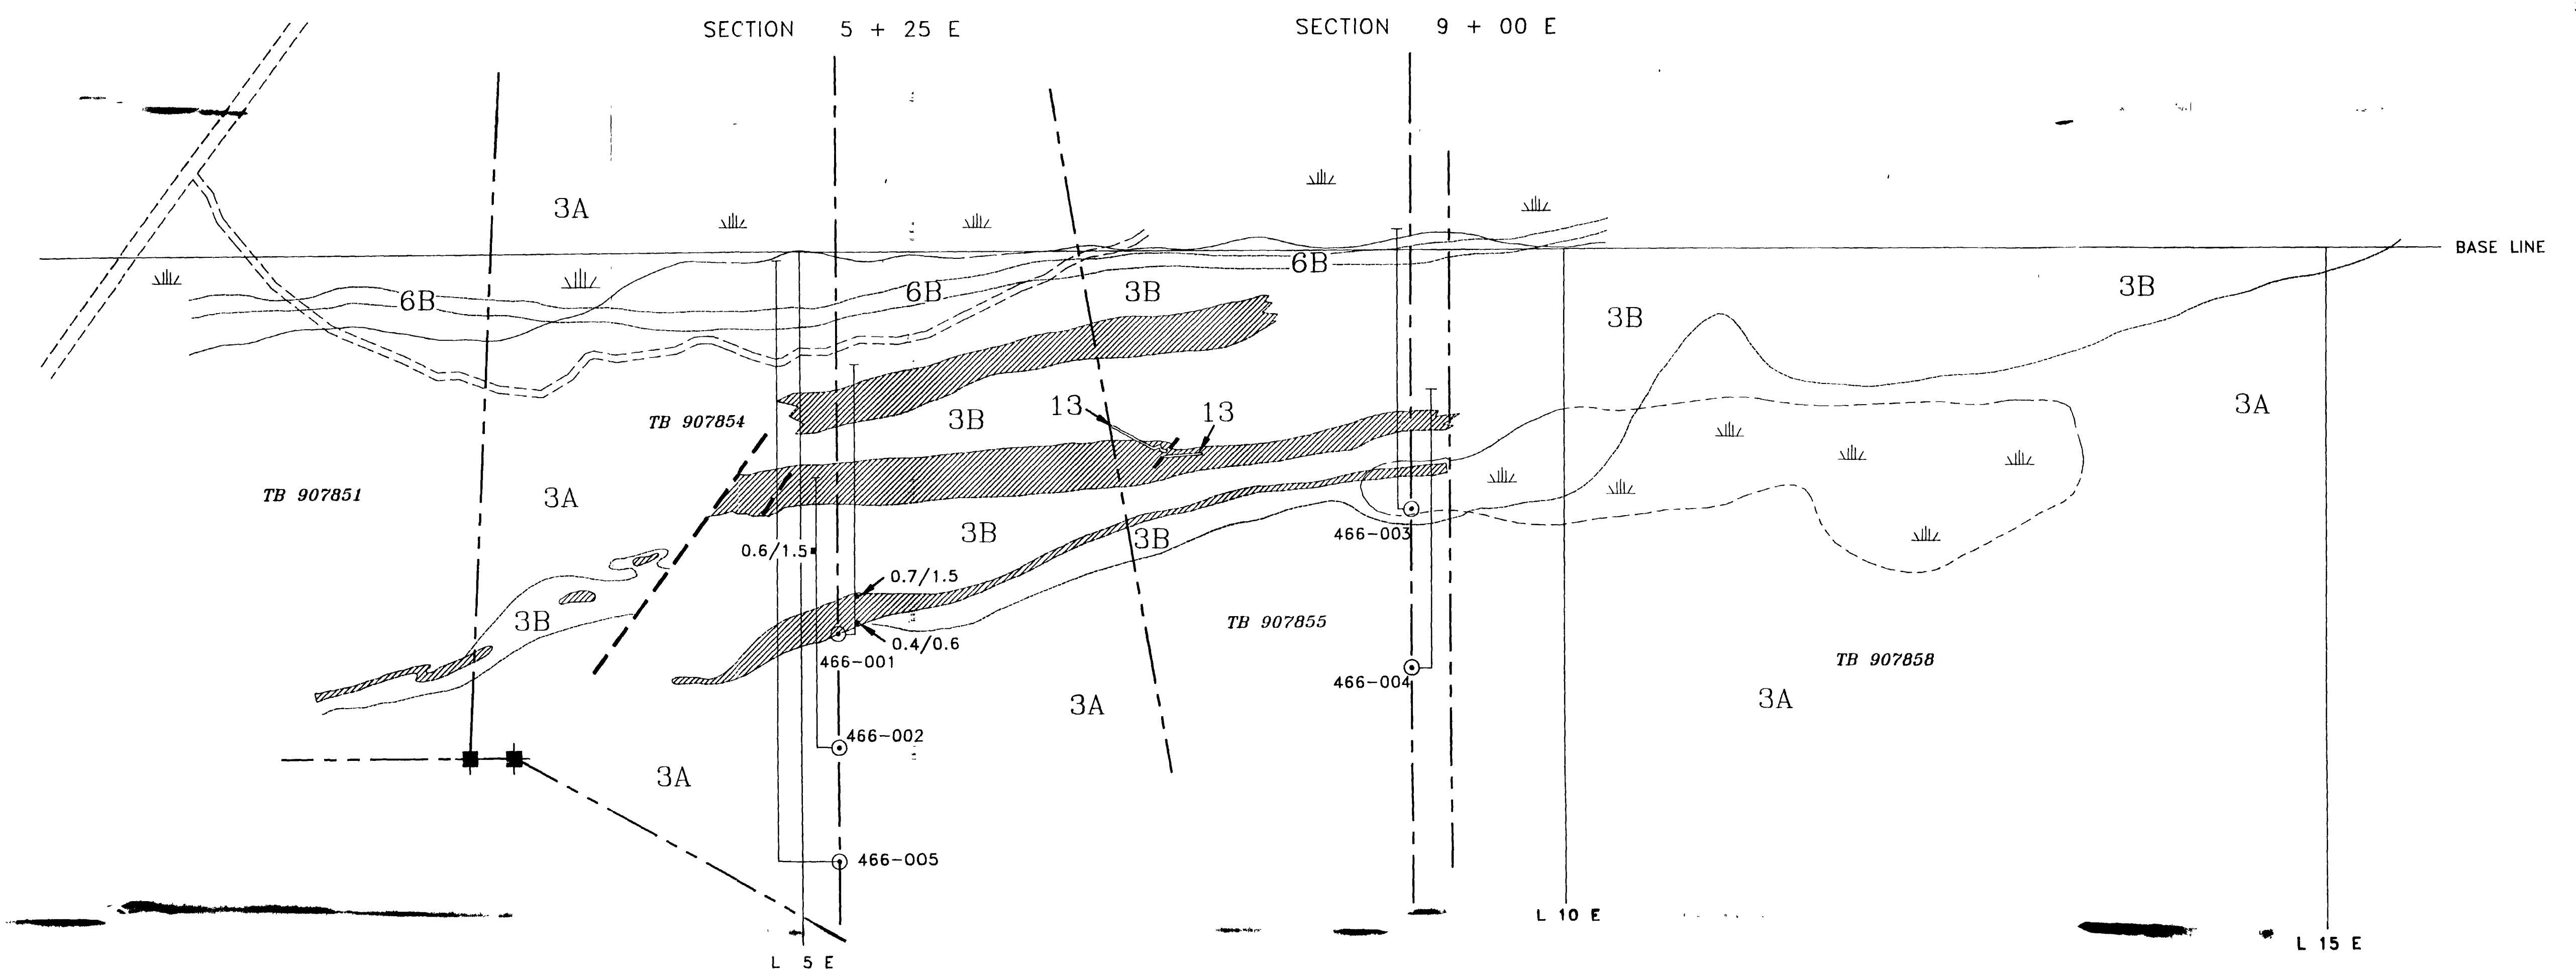 SECTION 5 + 25 E
SECTION 9 + 00 E
3A
BASE LINE
6B
6B
6B
3B
3B
3B
TB 907854
3B
13
13
3A
TB 907851
3A
3B
3B
466-003
0.6/1.5
0.7/1.5
3B
0.4/0.6
466-001
TB 907855
TB 907858
466-004
3A
3A
466-002
3A
466-005
L 5 E
L 10 E
L 15 E